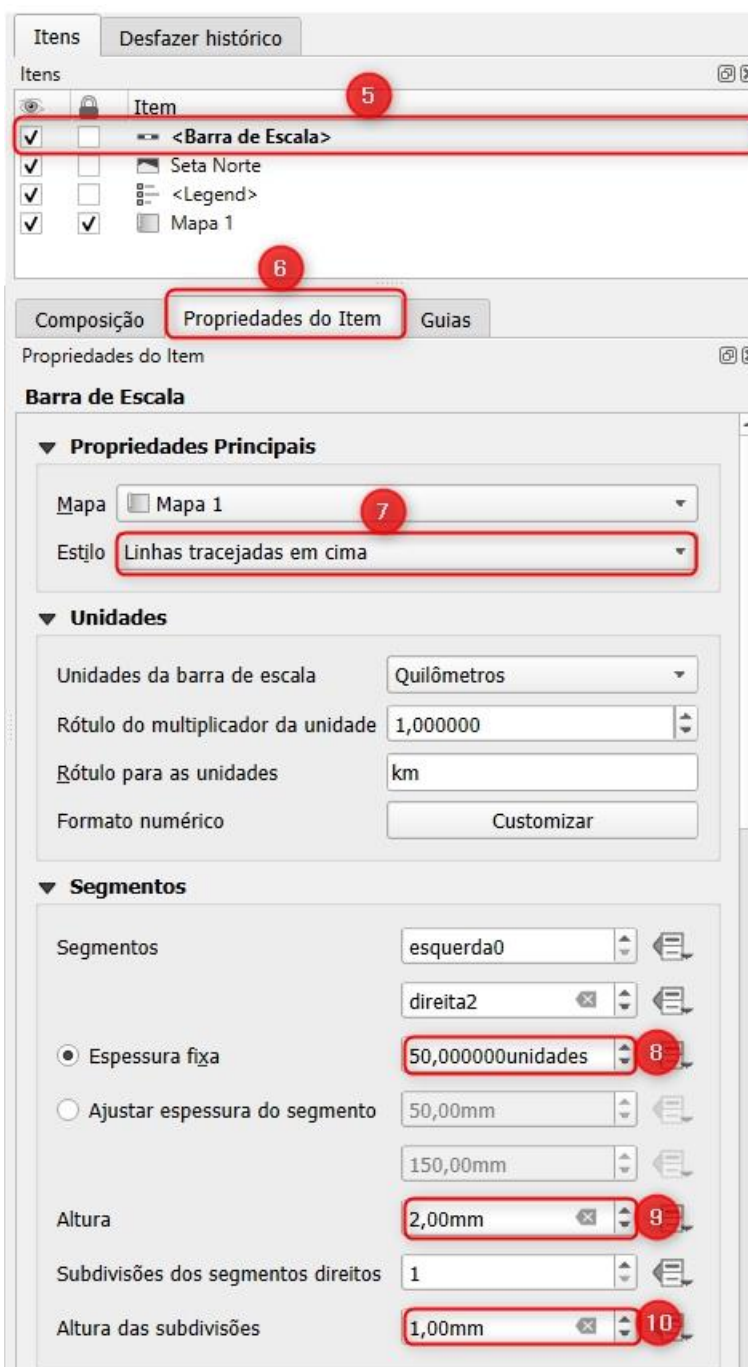 Itens Desfazer histórico
Itens
5
Item
<Barra de Escala>
Seta Norte
<Legend>
Mapa 1
6
Composição Propriedades do Item Guias
Propriedades do Item
Barra de Escala
Propriedades Principais
Mapa Mapa 1
7
Estilo Linhas tracejadas em cima
Unidades
Unidades da barra de escala Quilômetros
Rótulo do multiplicador da unidade 1,000000
Rótulo para as unidades km
Formato numérico Customizar
Segmentos
Segmentos esquerda0
direita2
Espessura fixa 50,000000unidades 8
Ajustar espessura do segmento 50,00mm
150,00mm
Altura 2,00mm 9
Subdivisões dos segmentos direitos 1
Altura das subdivisões 1,00mm 10